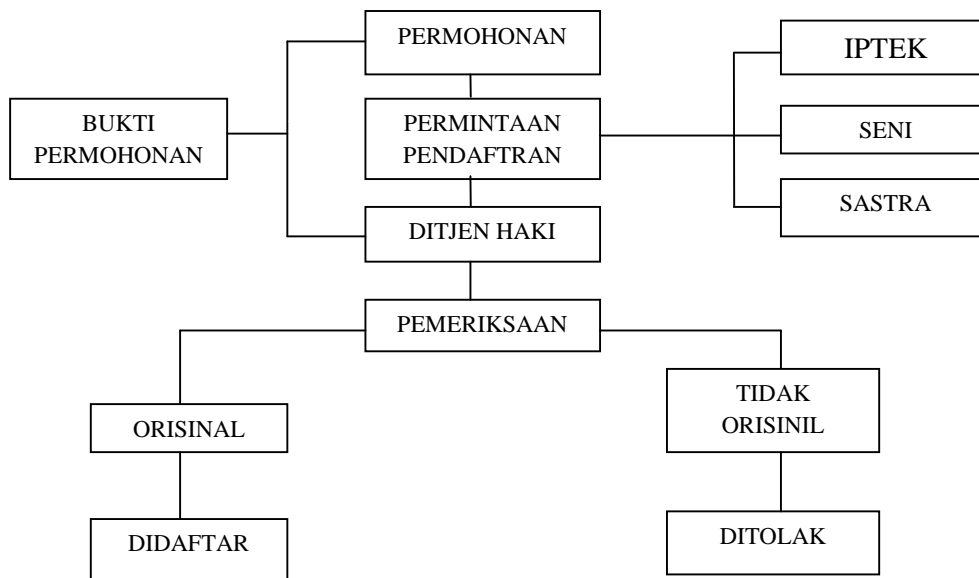 PERMOHONAN
IPTEK
BUKTI
PERMOHONAN
PERMINTAAN
PENDAFTRAN
SENI
SASTRA
DITJEN HAKI
PEMERIKSAAN
ORISINAL
TIDAK
ORISINIL
DIDAFTAR
DITOLAK